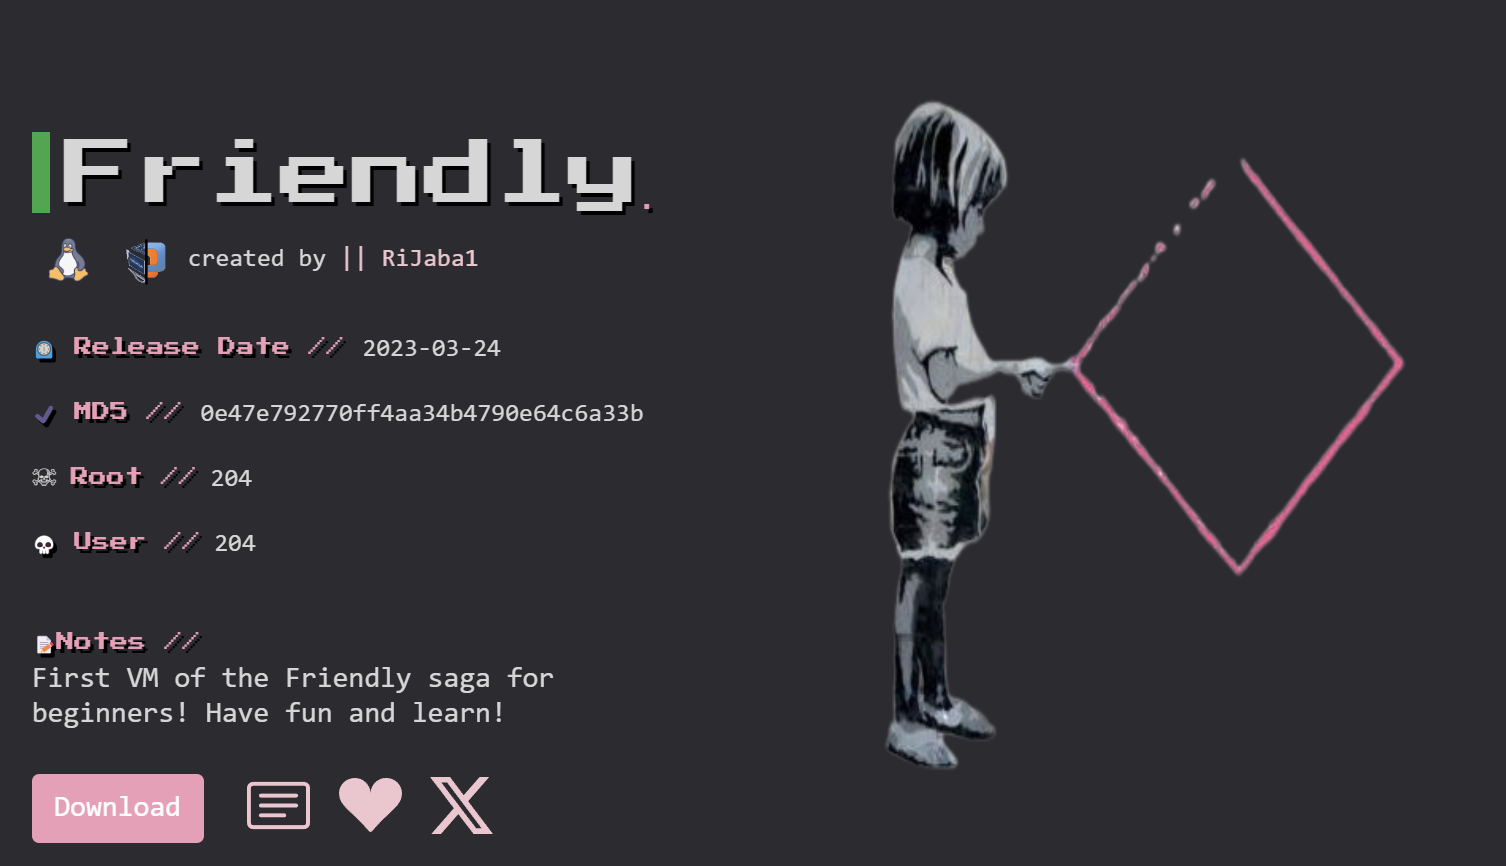 Friendly.
created by || RiJaba1
Release Date // 2023-03-24
MD5 // 0e47e792770ff4aa34b4790e64c6a33b
Root // 204
User // 204
Notes //
First VM of the Friendly saga for
beginners! Have fun and learn!
Download